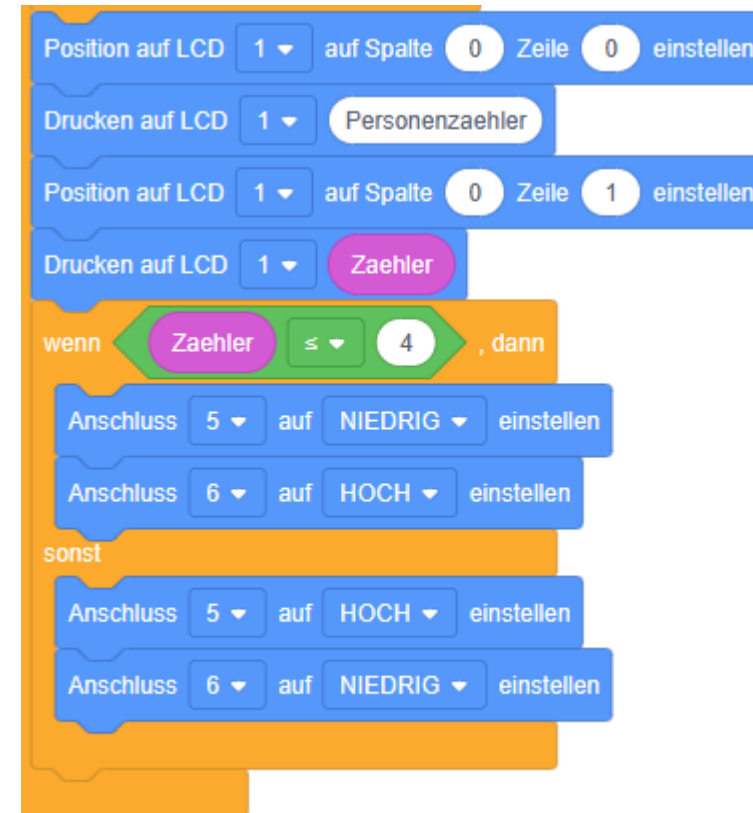 Position auf LCD 1 auf Spalte 0 Zeile 0 einstellen
Drucken auf LCD 1 Personenzaehler
Position auf LCD 1 auf Spalte 0 Zeile 1 einstellen
Drucken auf LCD 1 Zaehler
wenn Zaehler ≤ 4 , dann
Anschluss 5 auf NIEDRIG einstellen
Anschluss 6 auf HOCH einstellen
sonst
Anschluss 5 auf HOCH einstellen
Anschluss 6 auf NIEDRIG einstellen